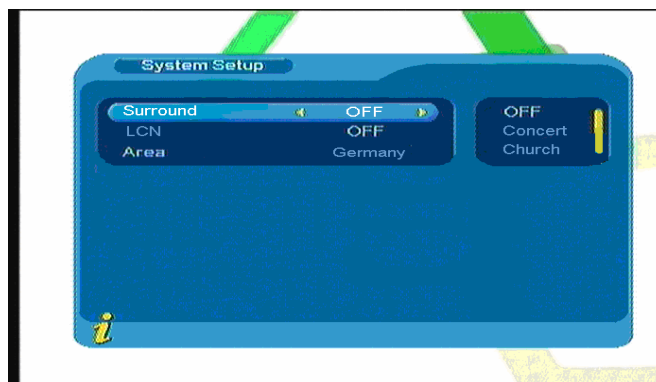 System Setup
Surround OFF
LCN OFF
Area Germany
OFF
Concert
Church